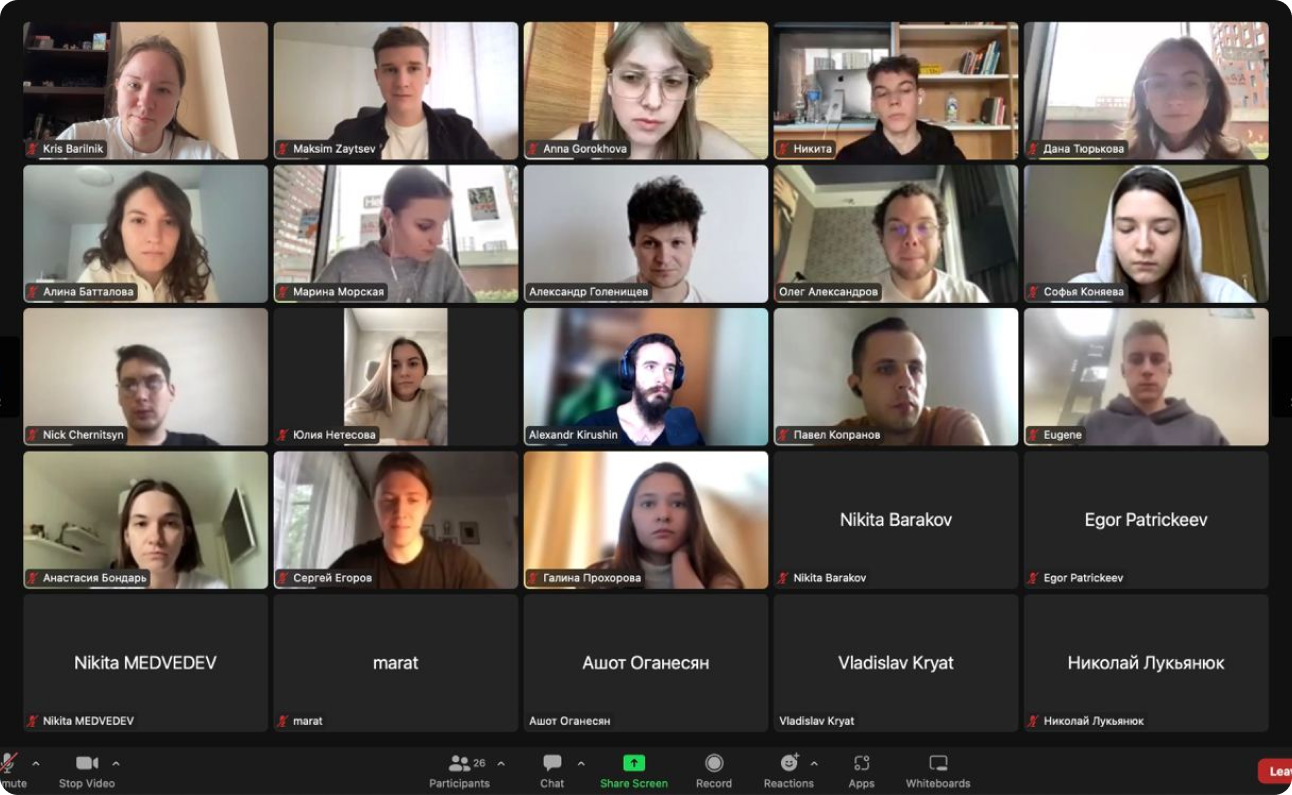 Kris Barilnik
Maksim Zaytsev
Anna Gorokhova
Никита
Дана Тюрькова
Алина Батталова
Марина Морская
Александр Голенищев
Олег Александров
Софья Коняева
Nick Chernitsyn
Юлия Нетесова
Alexandr Kirushin
Павел Копранов
Eugene
Анастасия Бондарь
Сергей Егоров
Галина Прохорова
Nikita Barakov
Nikita Barakov
Egor Patrickeev
Egor Patrickeev
Nikita MEDVEDEV
Nikita MEDVEDEV
marat
marat
Ашот Оганесян
Ашот Оганесян
Vladislav Kryat
Vladislav Kryat
Николай Лукьянюк
Николай Лукьянюк
mute
Stop Video
26
Participants
Chat
Share Screen
Record
Reactions
Apps
Whiteboards
Lea